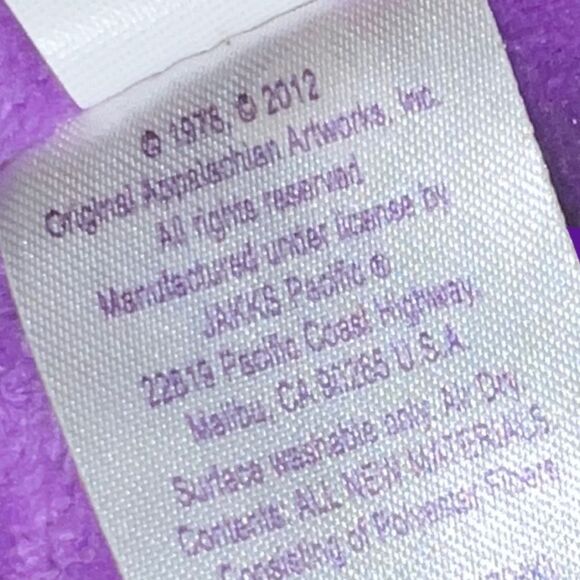 © 1978, © 2012
Original Appalachian Artworks, Inc.
All rights reserved
Manufactured under license by
JAKKS Pacific ®
22619 Pacific Coast Highway,
Malibu, CA 90265 U.S.A
Surface washable only, Air Dry.
Contents: ALL NEW MATERIALS
Consisting of Polyester Fibers